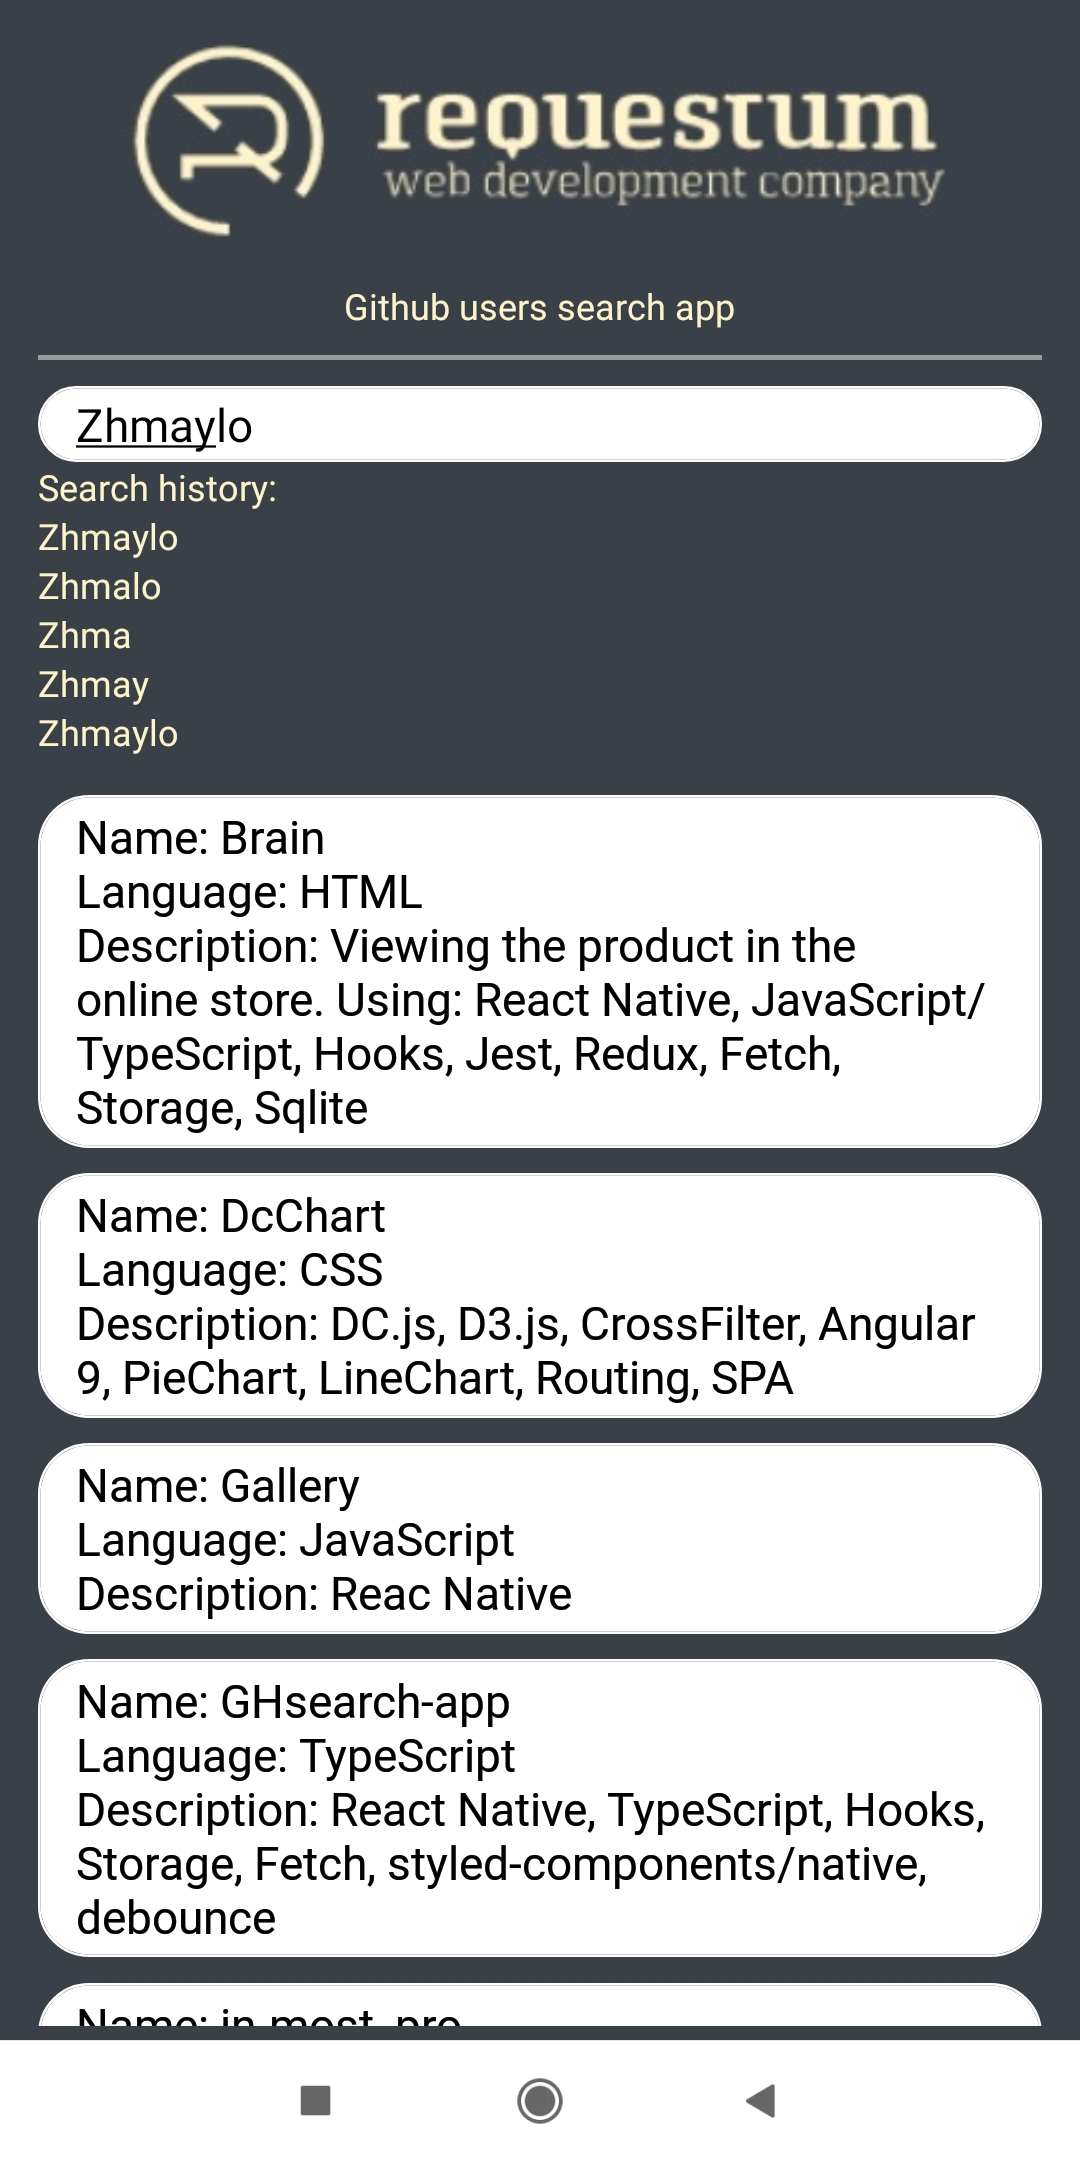 requestum
web development company
Github users search app
Zhmaylo
Search history:
Zhmaylo
Zhmalo
Zhma
Zhmay
Zhmaylo
Name: Brain
Language: HTML
Description: Viewing the product in the
online store. Using: React Native, JavaScript/
TypeScript, Hooks, Jest, Redux, Fetch,
Storage, Sqlite
Name: DcChart
Language: CSS
Description: DC.js, D3.js, CrossFilter, Angular
9, PieChart, LineChart, Routing, SPA
Name: Gallery
Language: JavaScript
Description: Reac Native
Name: GHsearch-app
Language: TypeScript
Description: React Native, TypeScript, Hooks,
Storage, Fetch, styled-components/native,
debounce
Name: in-most